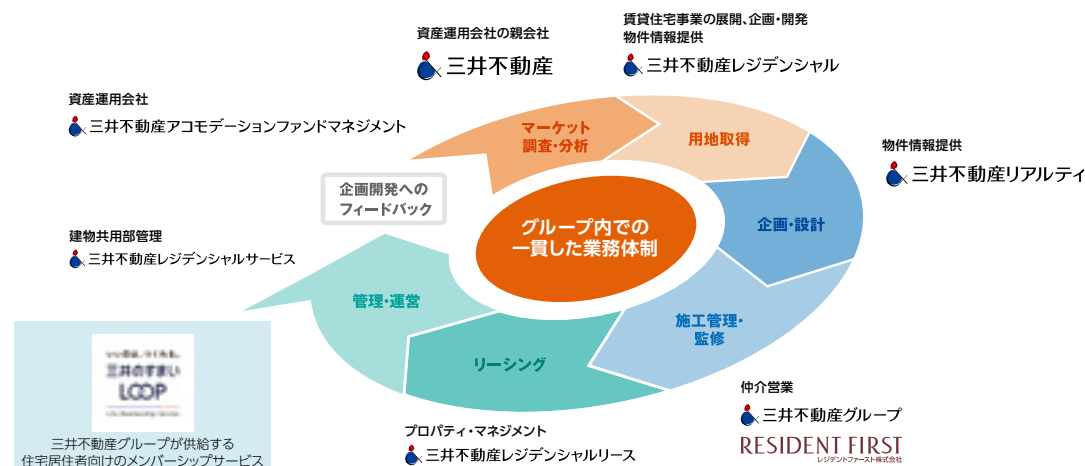 資産運用会社の親会社
三井不動産
賃貸住宅事業の展開、企画・開発
物件情報提供
三井不動産レジデンシャル
資産運用会社
三井不動産アコモデーションファンドマネジメント
マーケット
調査・分析
用地取得
物件情報提供
三井不動産リアルティ
企画開発への
フィードバック
グループ内での
一貫した業務体制
企画・設計
建物共用部管理
三井不動産レジデンシャルサービス
管理・運営
施工管理・
監修
リーシング
三井のすまい
LOOP
三井不動産グループが供給する
住宅居住者向けのメンバーシップサービス
プロパティ・マネジメント
三井不動産レジデンシャルリース
仲介営業
三井不動産グループ
RESIDENT FIRST
レジデントファースト株式会社